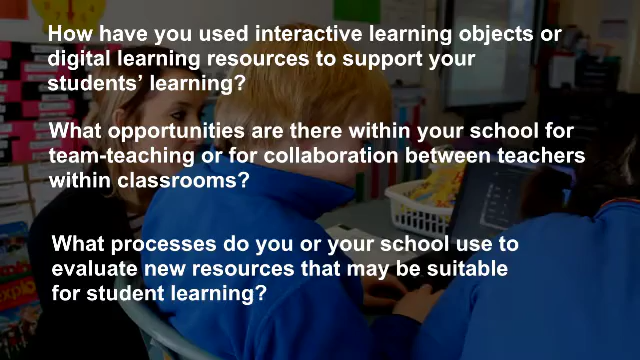 How have you used interactive learning objects or
digital learning resources to support your
students' learning?
What opportunities are there within your school for
team-teaching or for collaboration between teachers
within classrooms?
What processes do you or your school use to
evaluate new resources that may be suitable
for student learning?